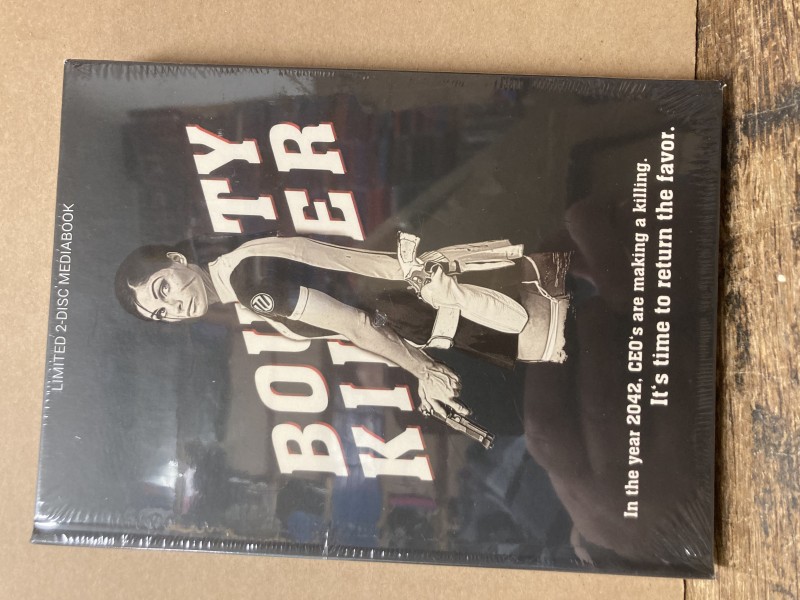 LIMITED 2-DISC MEDIABOOK
BOU TY
KI ER
In the year 2042. CEO's are making a killing.
It's time to return the favor.